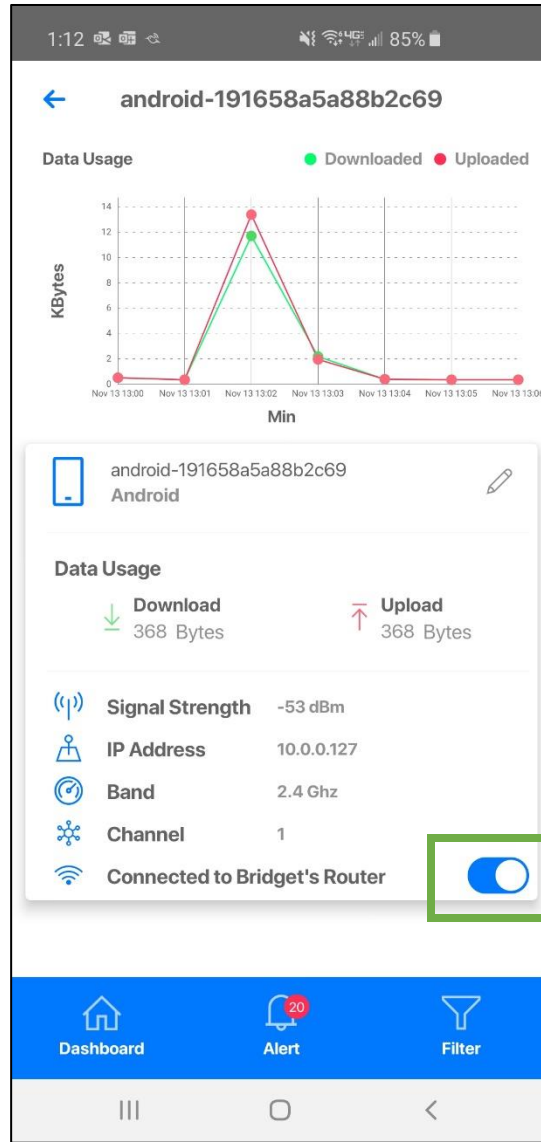 1:12 85%
android-191658a5a88b2c69
Data Usage Downloaded Uploaded
14
12
10
8
6
4
2
0
KBytes
Nov 13 13:00 Nov 13 13:01 Nov 13 13:02 Nov 13 13:03 Nov 13 13:04 Nov 13 13:05 Nov 13 13:06
Min
android-191658a5a88b2c69
Android
Data Usage
Download Upload
368 Bytes 368 Bytes
Signal Strength -53 dBm
IP Address 10.0.0.127
Band 2.4 Ghz
Channel 1
Connected to Bridget's Router
20
Dashboard Alert Filter